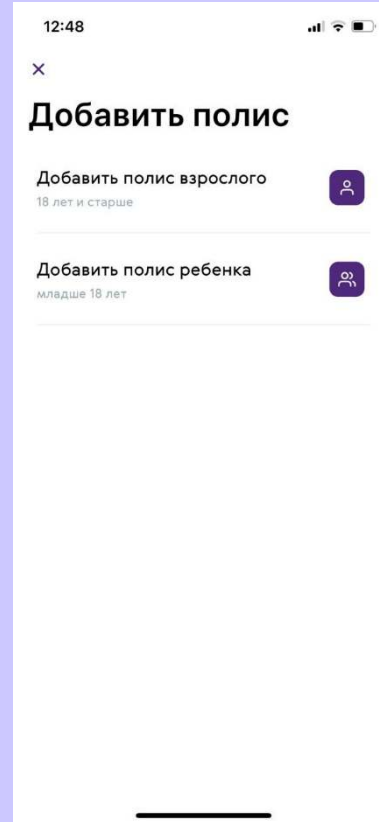 12:48
Добавить полис
Добавить полис взрослого
18 лет и старше
Добавить полис ребенка
младше 18 лет